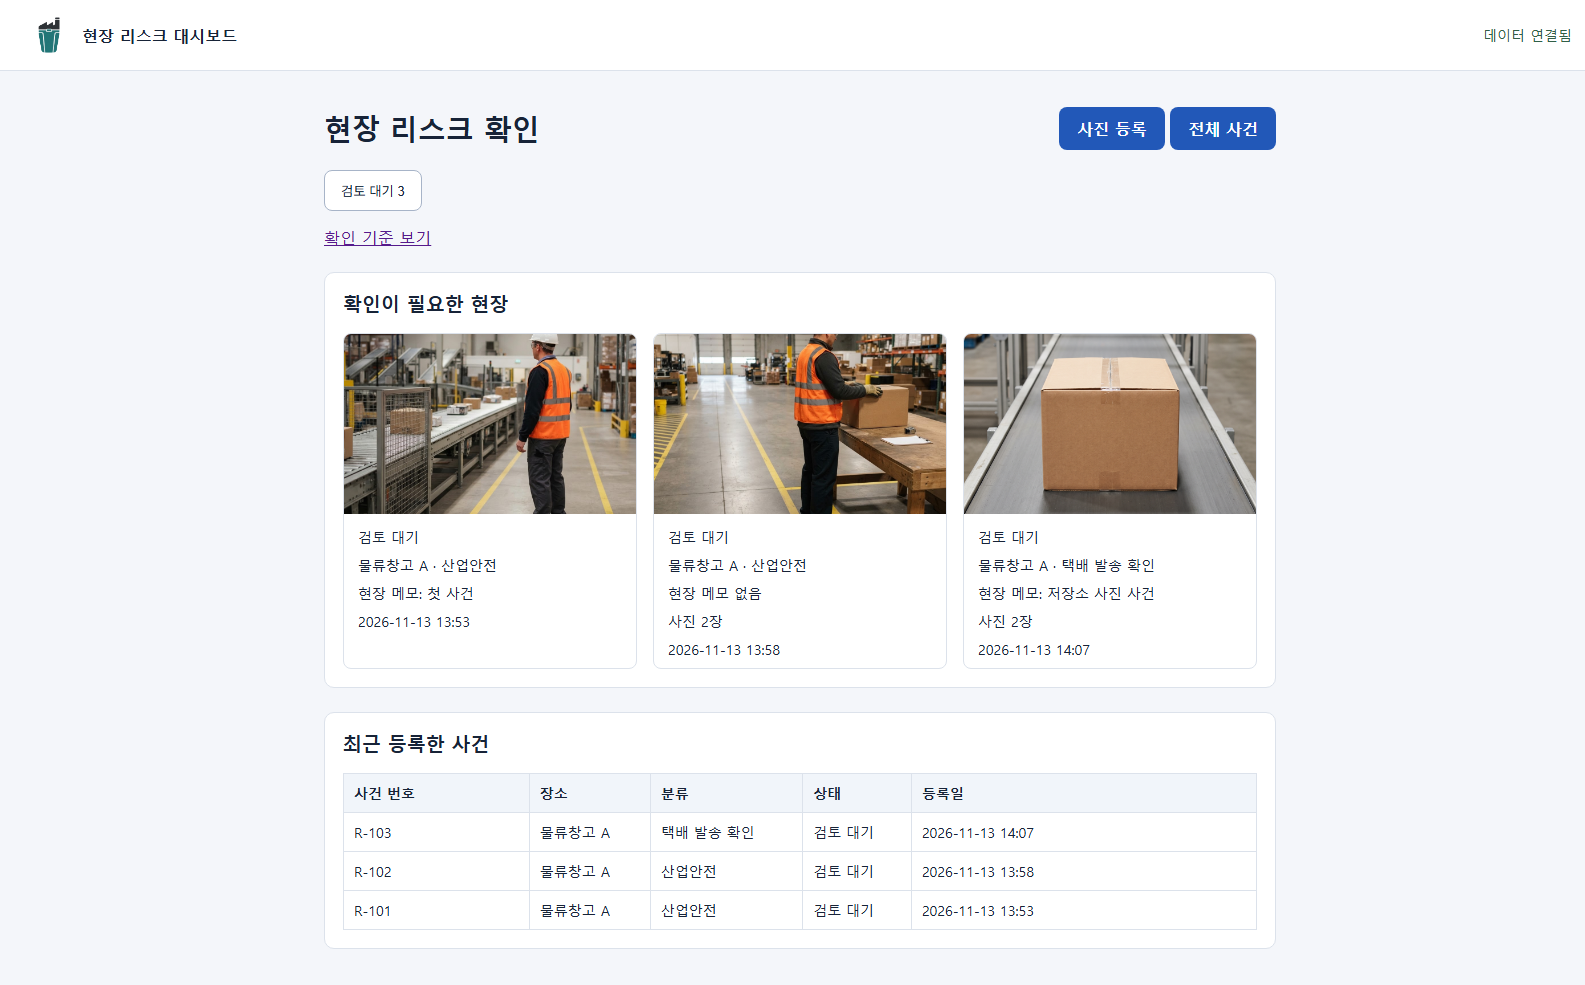 현장 리스크 대시보드
데이터 연결됨
현장 리스크 확인
사진 등록
전체 사건
검토 대기 3
확인 기준 보기
확인이 필요한 현장
검토 대기
물류창고 A · 산업안전
현장 메모: 첫 사건
2026-11-13 13:53
검토 대기
물류창고 A · 산업안전
현장 메모 없음
사진 2장
2026-11-13 13:58
검토 대기
물류창고 A · 택배 발송 확인
현장 메모: 저장소 사진 사건
사진 2장
2026-11-13 14:07
최근 등록한 사건
사건 번호 장소 분류 상태 등록일
R-103 물류창고 A 택배 발송 확인 검토 대기 2026-11-13 14:07
R-102 물류창고 A 산업안전 검토 대기 2026-11-13 13:58
R-101 물류창고 A 산업안전 검토 대기 2026-11-13 13:53